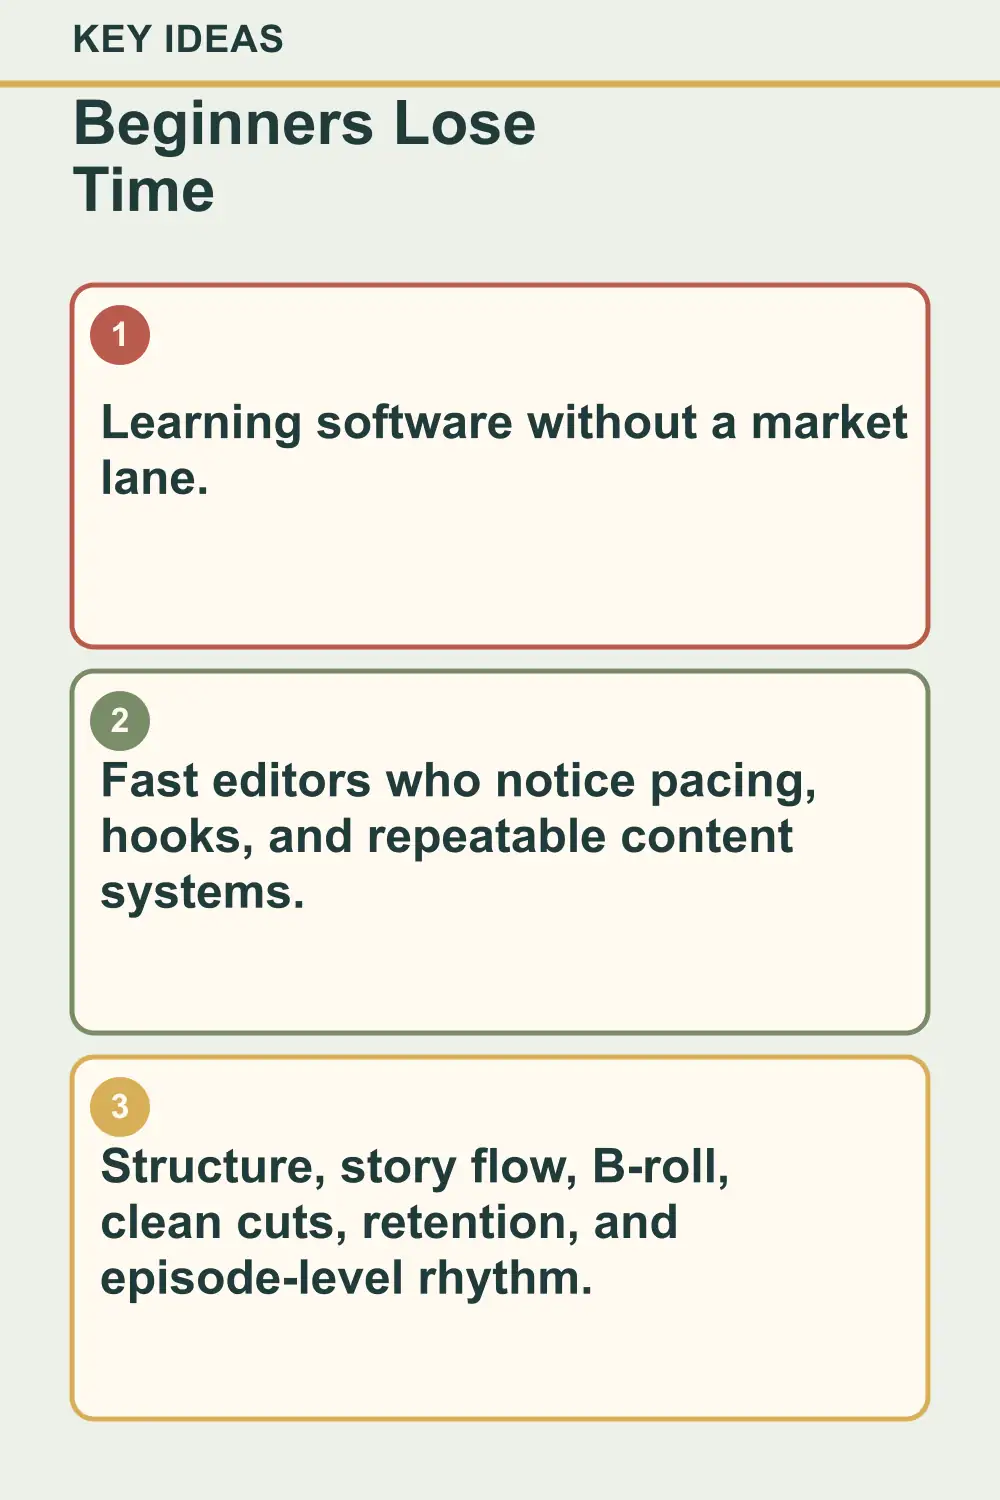 KEY IDEAS
Beginners Lose
Time
1
Learning software without a market
lane.
2
Fast editors who notice pacing,
hooks, and repeatable content
systems.
3
Structure, story flow, B-roll,
clean cuts, retention, and
episode-level rhythm.